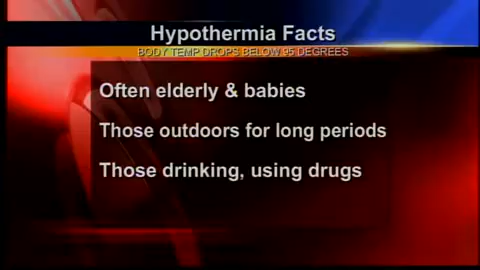 Hypothermia Facts
BODY TEMP DROPS BELOW 95 DEGREES
Often elderly & babies
Those outdoors for long periods
Those drinking, using drugs